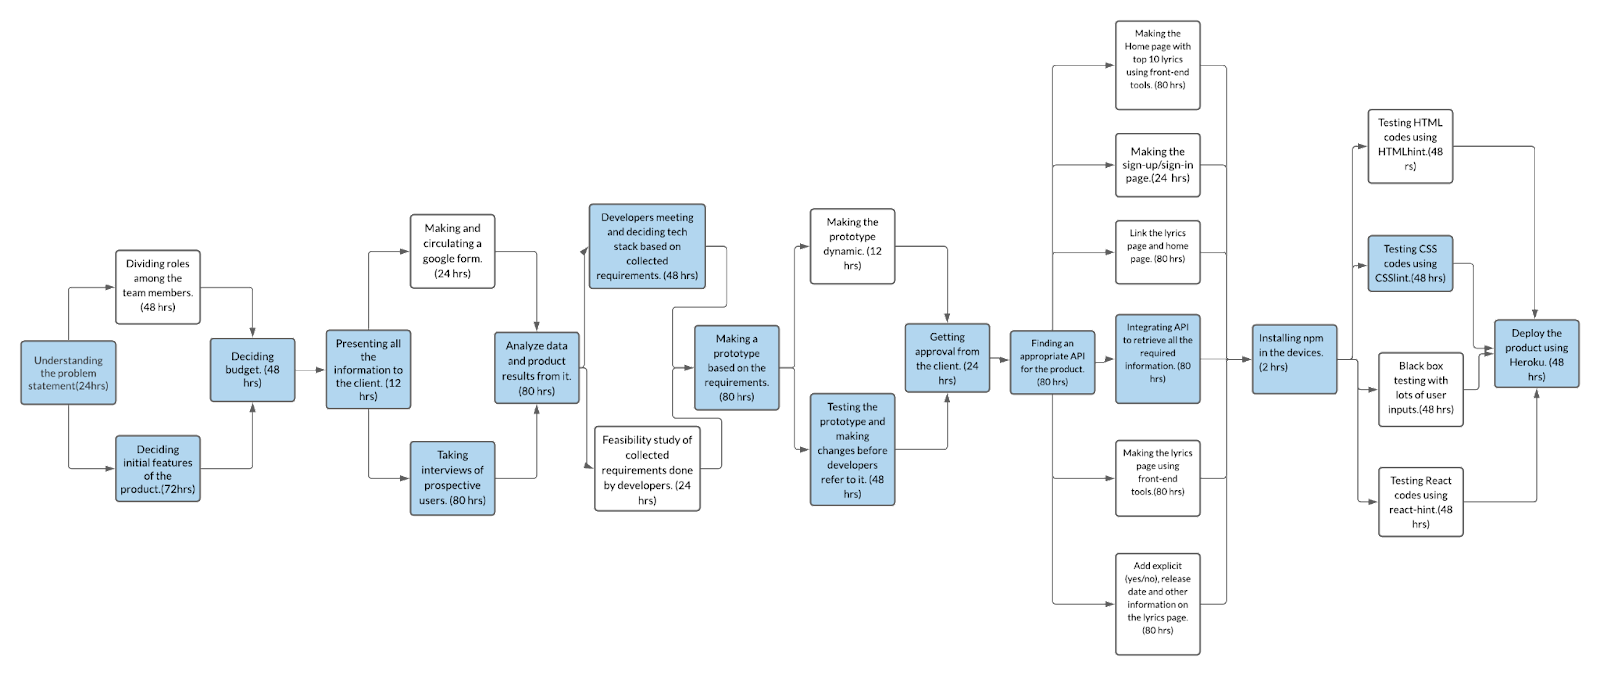 Understanding
the problem
statement(24hrs)
Dividing roles
among the
team members.
(48 hrs)
Deciding
initial features
of the
product.(72hrs)
Deciding
budget. (48
hrs)
Presenting all
the
information to
the client. (12
hrs)
Making and
circulating a
google form.
(24 hrs)
Taking
interviews of
prospective
users. (80 hrs)
Analyze data
and product
results from it.
(80 hrs)
Developers meeting
and deciding tech
stack based on
collected
requirements. (48 hrs)
Feasibility study of
collected
requirements done
by developers. (24
hrs)
Making a
prototype
based on the
requirements.
(80 hrs)
Making the
prototype
dynamic. (12
hrs)
Testing the
prototype and
making
changes before
developers
refer to it. (48
hrs)
Getting
approval from
the client. (24
hrs)
Finding an
appropriate API
for the product.
(80 hrs)
Making the
Home page with
top 10 lyrics
using front-end
tools. (80 hrs)
Making the
sign-up/sign-in
page.(24 hrs)
Link the lyrics
page and home
page. (80 hrs)
Integrating API
to retrieve all the
required
information. (80
hrs)
Making the lyrics
page using
front-end
tools.(80 hrs)
Add explicit
(yes/no), release
date and other
information on
the lyrics page.
(80 hrs)
Installing npm
in the devices.
(2 hrs)
Testing HTML
codes using
HTMLhint.(48
rs)
Testing CSS
codes using
CSSlint.(48 hrs)
Black box
testing with
lots of user
inputs.(48 hrs)
Testing React
codes using
react-hint.(48
hrs)
Deploy the
product using
Heroku. (48
hrs)